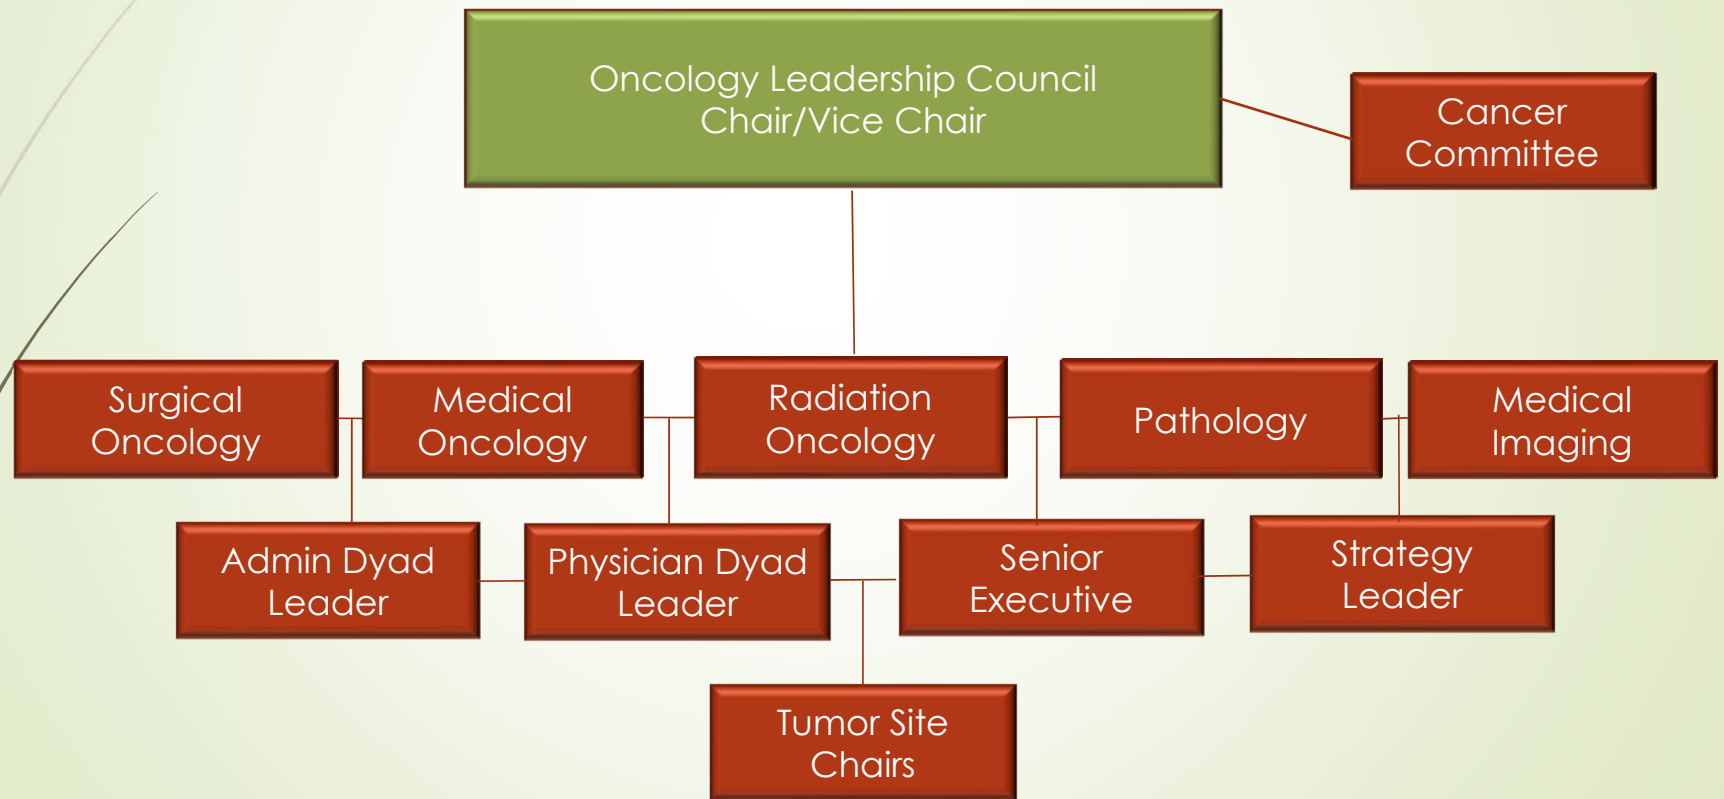 Oncology Leadership Council
Chair/Vice Chair
Cancer
Committee
Surgical
Oncology
Medical
Oncology
Radiation
Oncology
Pathology
Medical
Imaging
Admin Dyad
Leader
Physician Dyad
Leader
Senior
Executive
Strategy
Leader
Tumor Site
Chairs